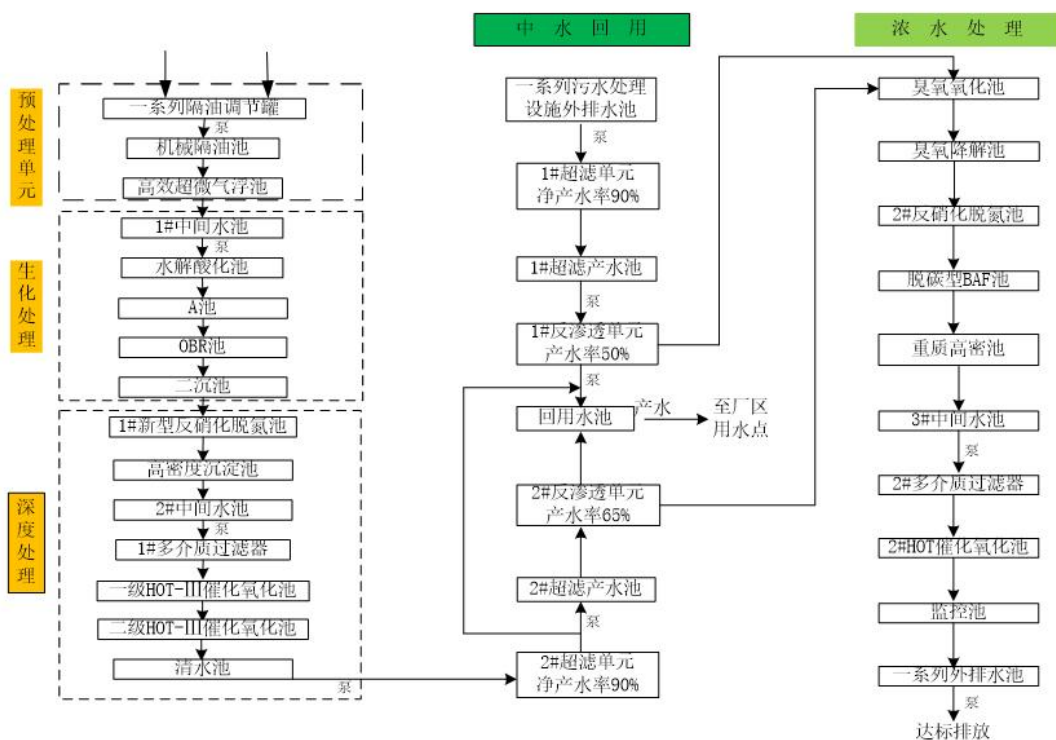 预处理单元
一系列隔油调节罐
泵
机械隔油池
高效超微气浮池
生化处理
1#中间水池
泵
水解酸化池
A池
OBR池
二沉池
深度处理
1#新型反硝化脱氮池
高密度沉淀池
2#中间水池
泵
1#多介质过滤器
一级HOT-III催化氧化池
二级HOT-III催化氧化池
清水池
泵
中水回用
一系列污水处理
设施外排水池
泵
1#超滤单元
净产水率90%
1#超滤产水池
泵
1#反渗透单元
产水率50%
泵
回用水池
产水
至厂区
用水点
2#反渗透单元
产水率65%
2#超滤产水池
泵
2#超滤单元
净产水率90%
浓水处理
臭氧氧化池
臭氧降解池
2#反硝化脱氮池
脱碳型BAF池
重质高密池
3#中间水池
泵
2#多介质过滤器
2#HOT催化氧化池
监控池
一系列外排水池
泵
达标排放